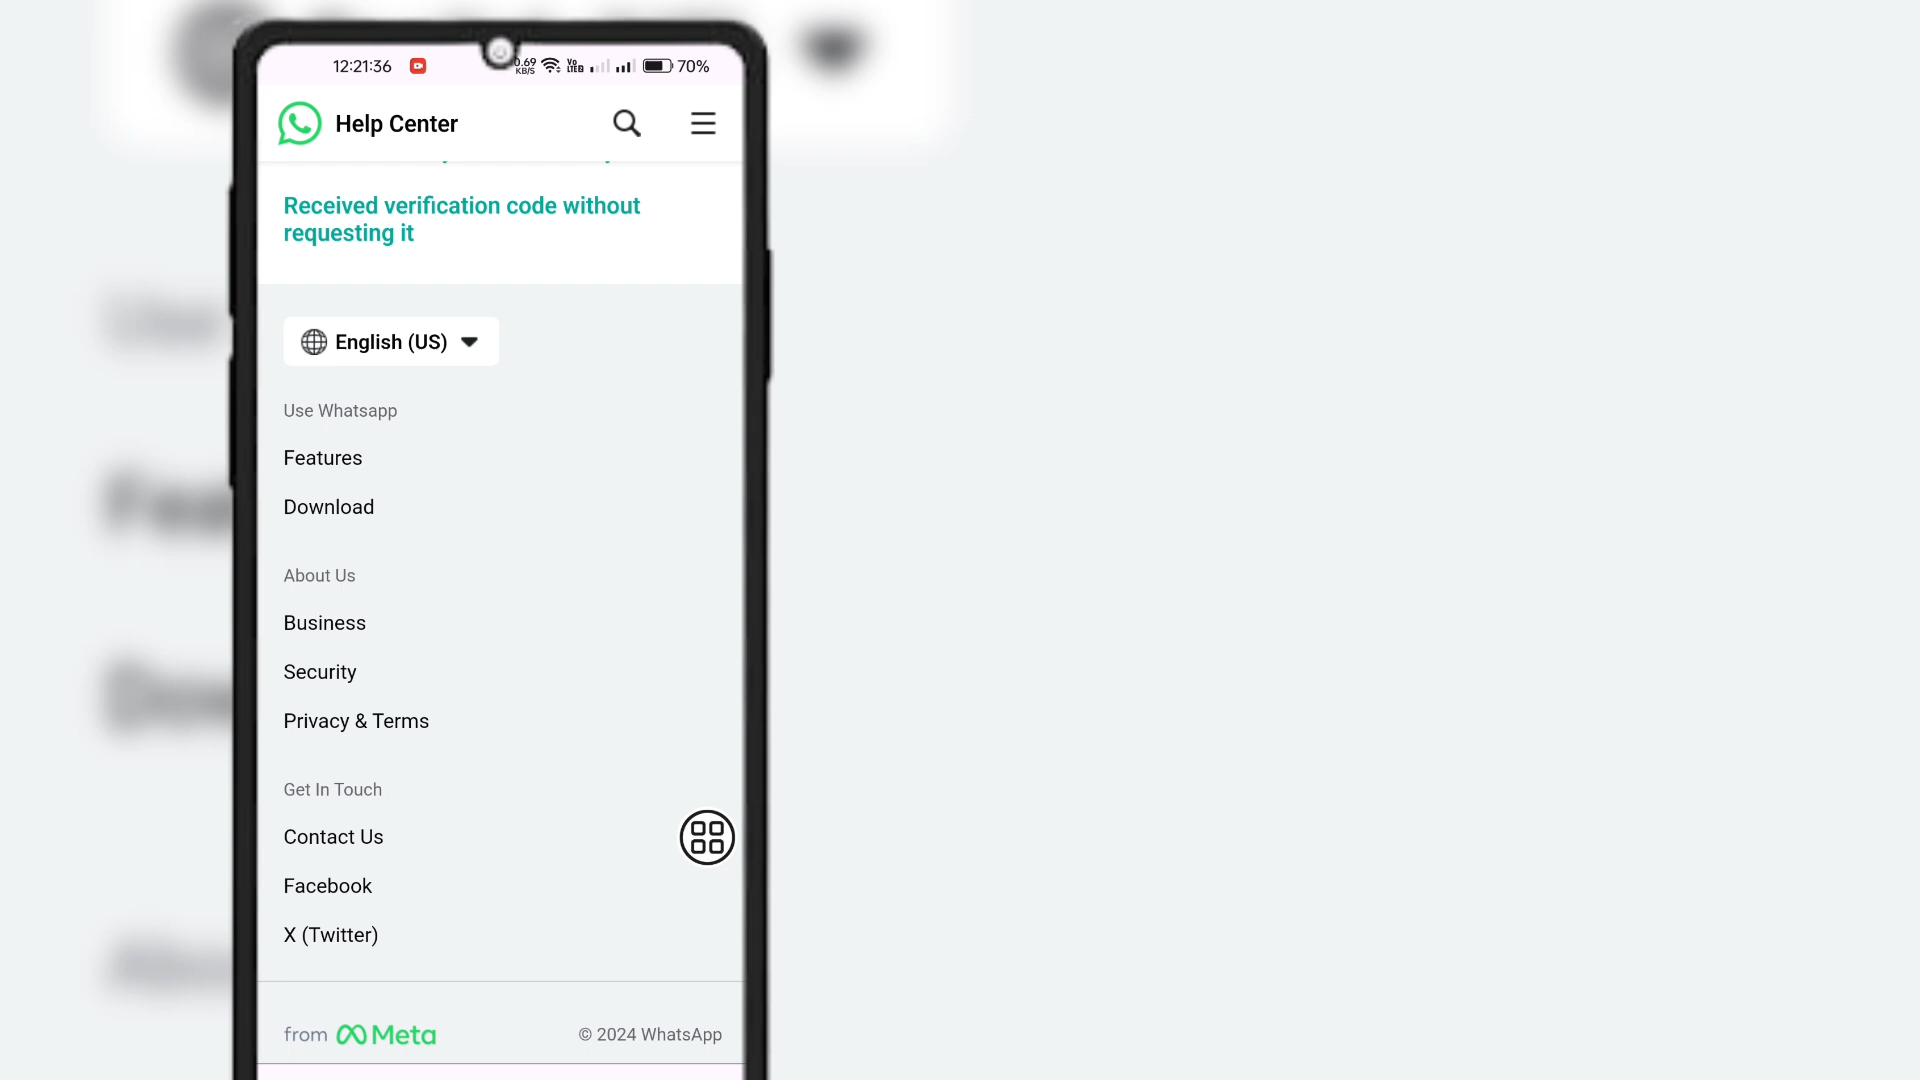 12:21:36
0.69 KB/S
Vo LTE2
70%
Help Center
Received verification code without
requesting it
English (US)
Use Whatsapp
Features
Download
About Us
Business
Security
Privacy & Terms
Get In Touch
Contact Us
Facebook
X (Twitter)
from Meta
© 2024 WhatsApp